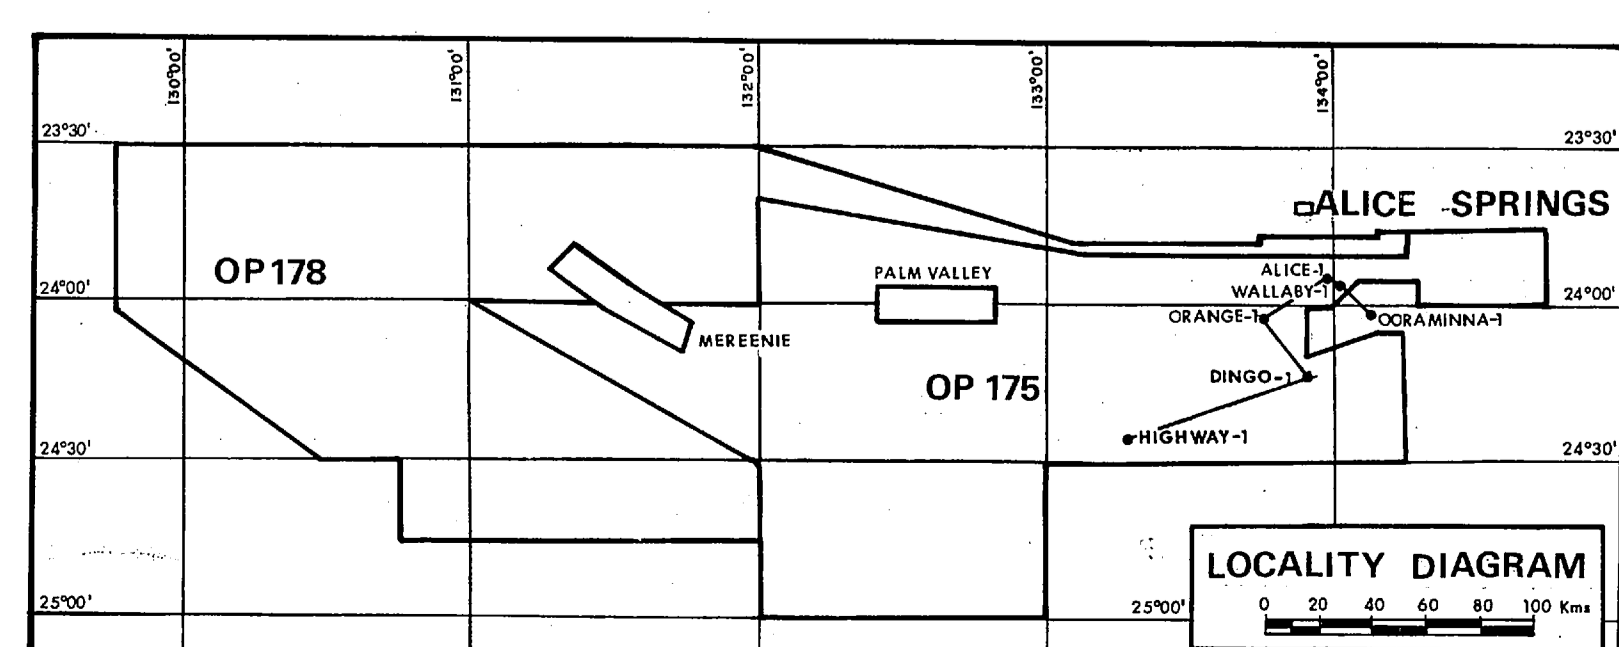 130°00'
131°00'
132°00'
133°00'
134°00'
23°30'
23°30'
ALICE SPRINGS
OP 178
PALM VALLEY
ALICE-1
WALLABY-1
24°00'
24°00'
ORANGE-1
OORAMINNA-1
MEREENIE
OP 175
DINGO-1
HIGHWAY-1
24°30'
24°30'
LOCALITY DIAGRAM
0 20 40 60 80 100 Kms
25°00'
25°00'